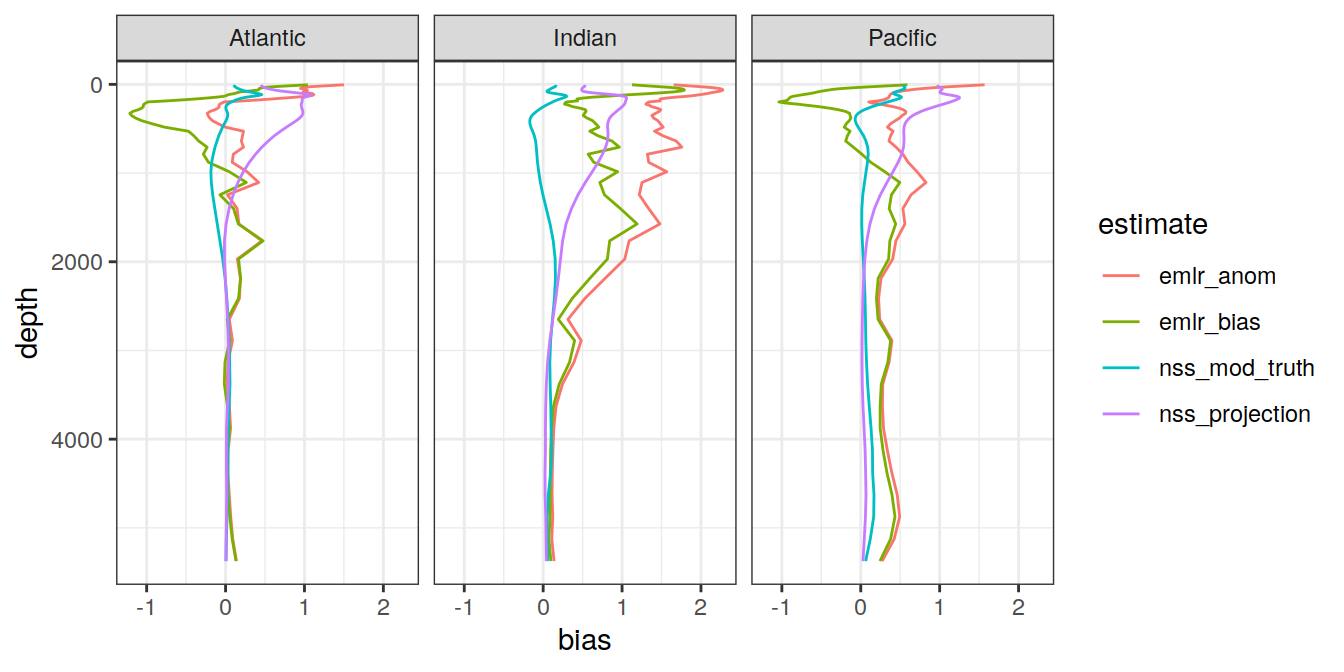 Atlantic Indian Pacific
0
2000
4000
depth
-1 0 1 2 -1 0 1 2 -1 0 1 2
bias
estimate
emlr_anom
emlr_bias
nss_mod_truth
nss_projection